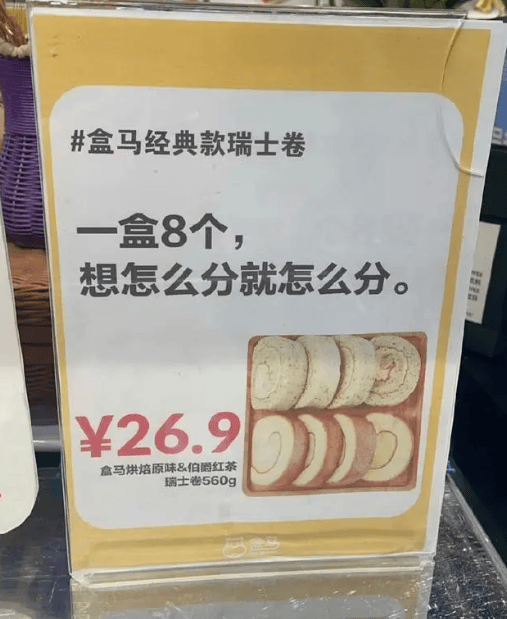 #盒马经典款瑞士卷
一盒8个，
想怎么分就怎么分。
¥26.9
盒马烘焙原味&伯爵红茶
瑞士卷560g
盒马